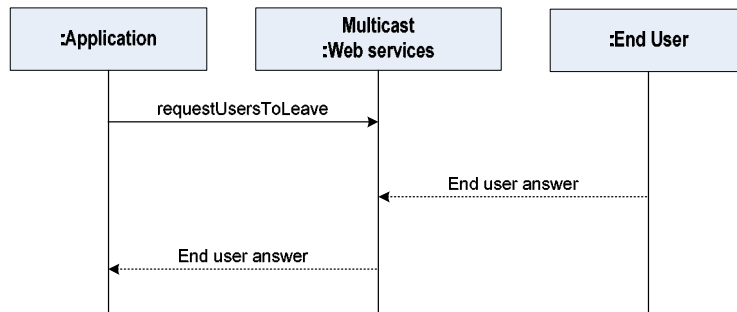 :Application
Multicast
:Web services
:End User
requestUsersToLeave
End user answer
End user answer